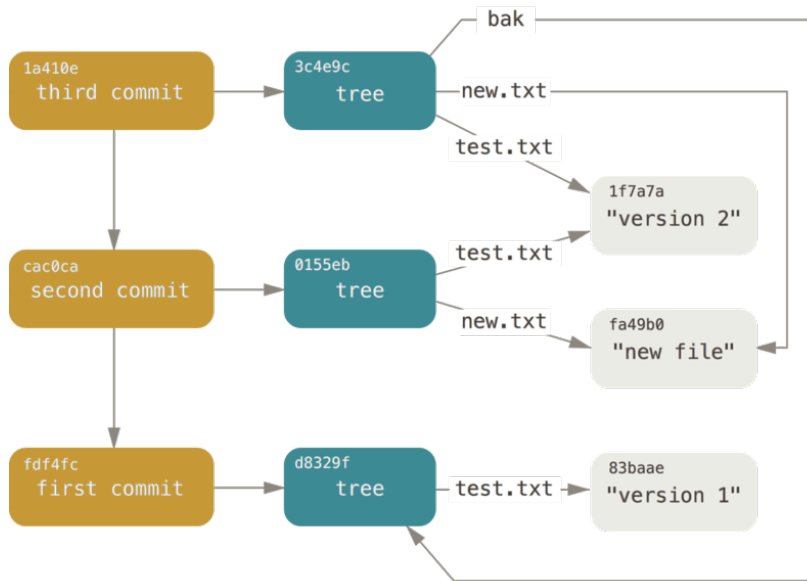 bak
1a410e
third commit
3c4e9c
tree
new.txt
test.txt
1f7a7a
"version 2"
cac0ca
second commit
0155eb
tree
test.txt
new.txt
fa49b0
"new file"
fdf4fc
first commit
d8329f
tree
test.txt
83baae
"version 1"